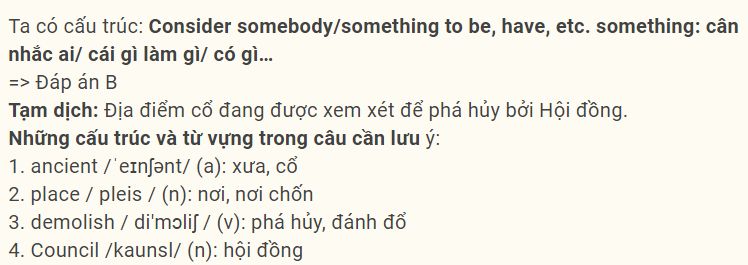 Ta có cấu trúc: Consider somebody/something to be, have, etc. something: cân
nhắc ai/ cái gì làm gì/ có gì…
=> Đáp án B
Tạm dịch: Địa điểm cổ đang được xem xét để phá hủy bởi Hội đồng.
Những cấu trúc và từ vựng trong câu cần lưu ý:
1. ancient /ˈeɪnʃənt/ (a): xưa, cổ
2. place / pleis / (n): nơi, nơi chốn
3. demolish / di'mɔliʃ / (v): phá hủy, đánh đổ
4. Council /kaunsl/ (n): hội đồng